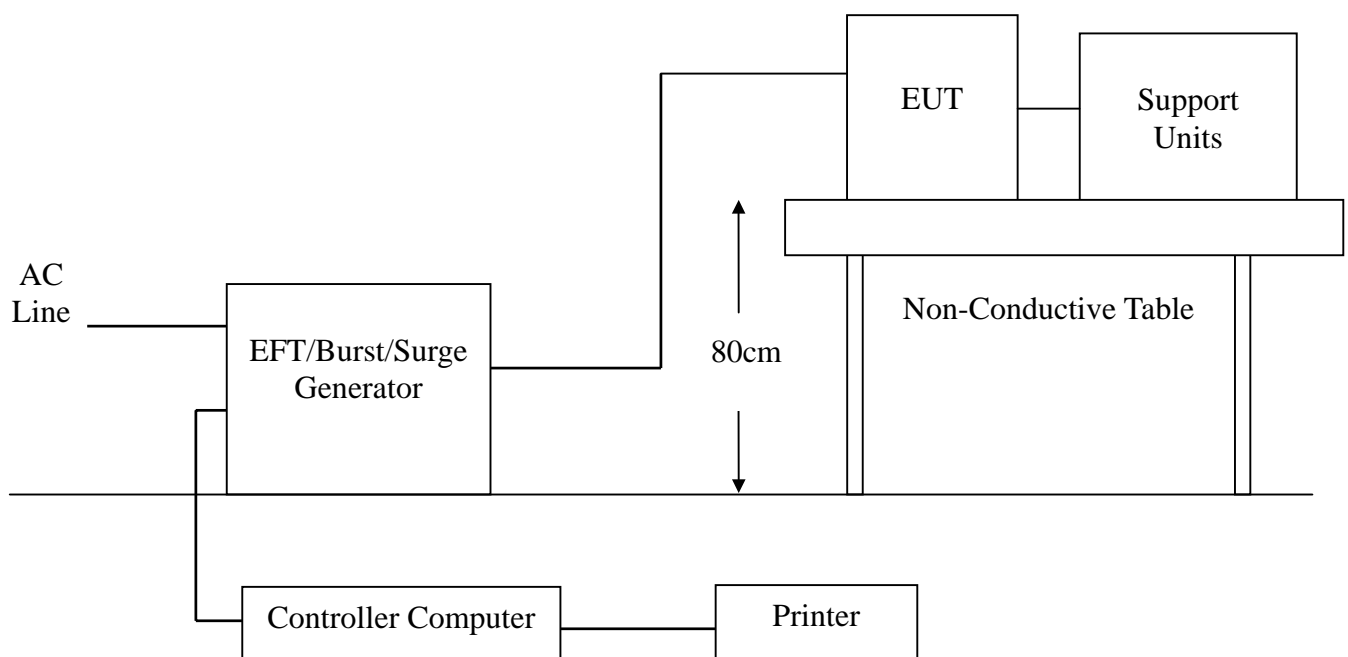 EUT
Support
Units
AC
Line
EFT/Burst/Surge
Generator
80cm
Non-Conductive Table
Controller Computer
Printer